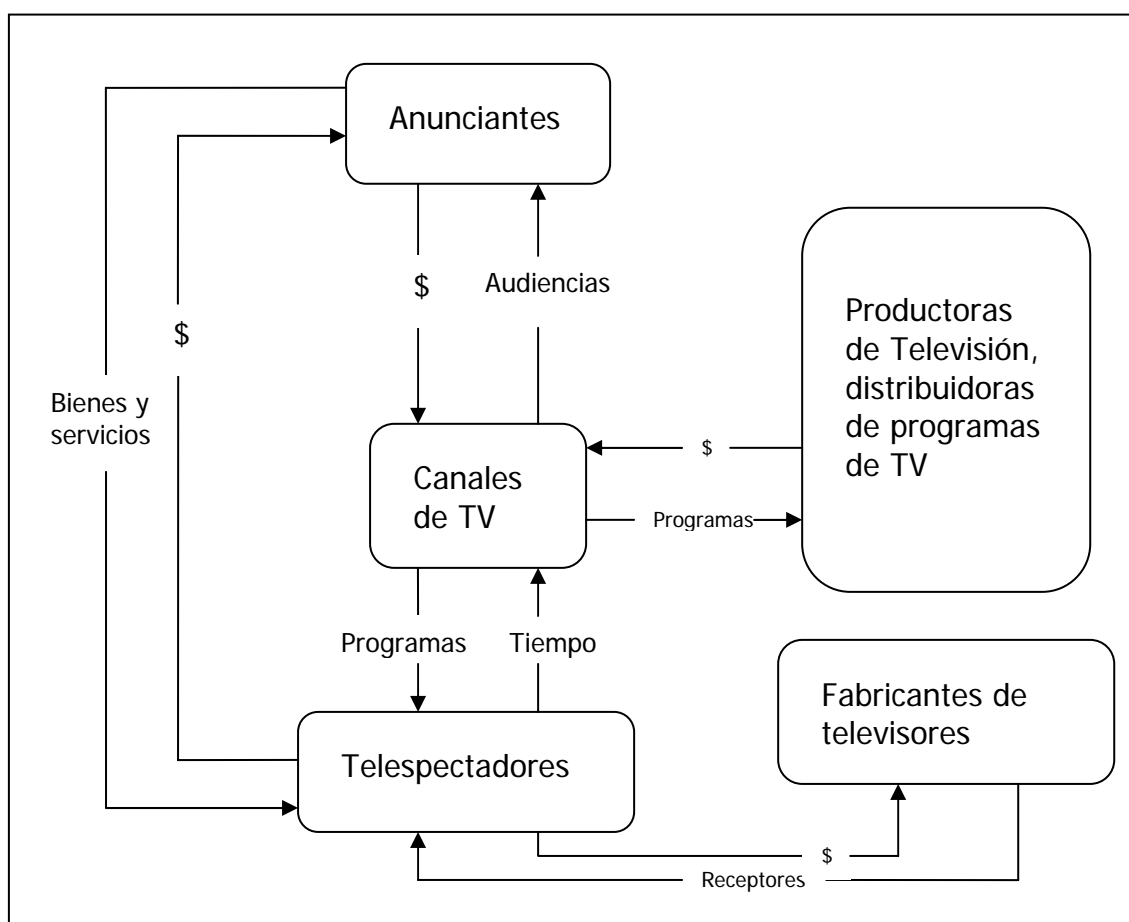 Anunciantes
$
Audiencias
$
Bienes y
servicios
Productoras
de Televisión,
distribuidoras
de programas
de TV
Canales
de TV
$
Programas
Programas
Tiempo
Telespectadores
Fabricantes de
televisores
$
Receptores